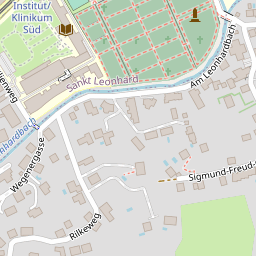 Institut/
Klinikum
Süd
Sankt Leonhard
Am Leonhardbach
Wegenergasse
Sigmund-Freud-
Rilkeweg